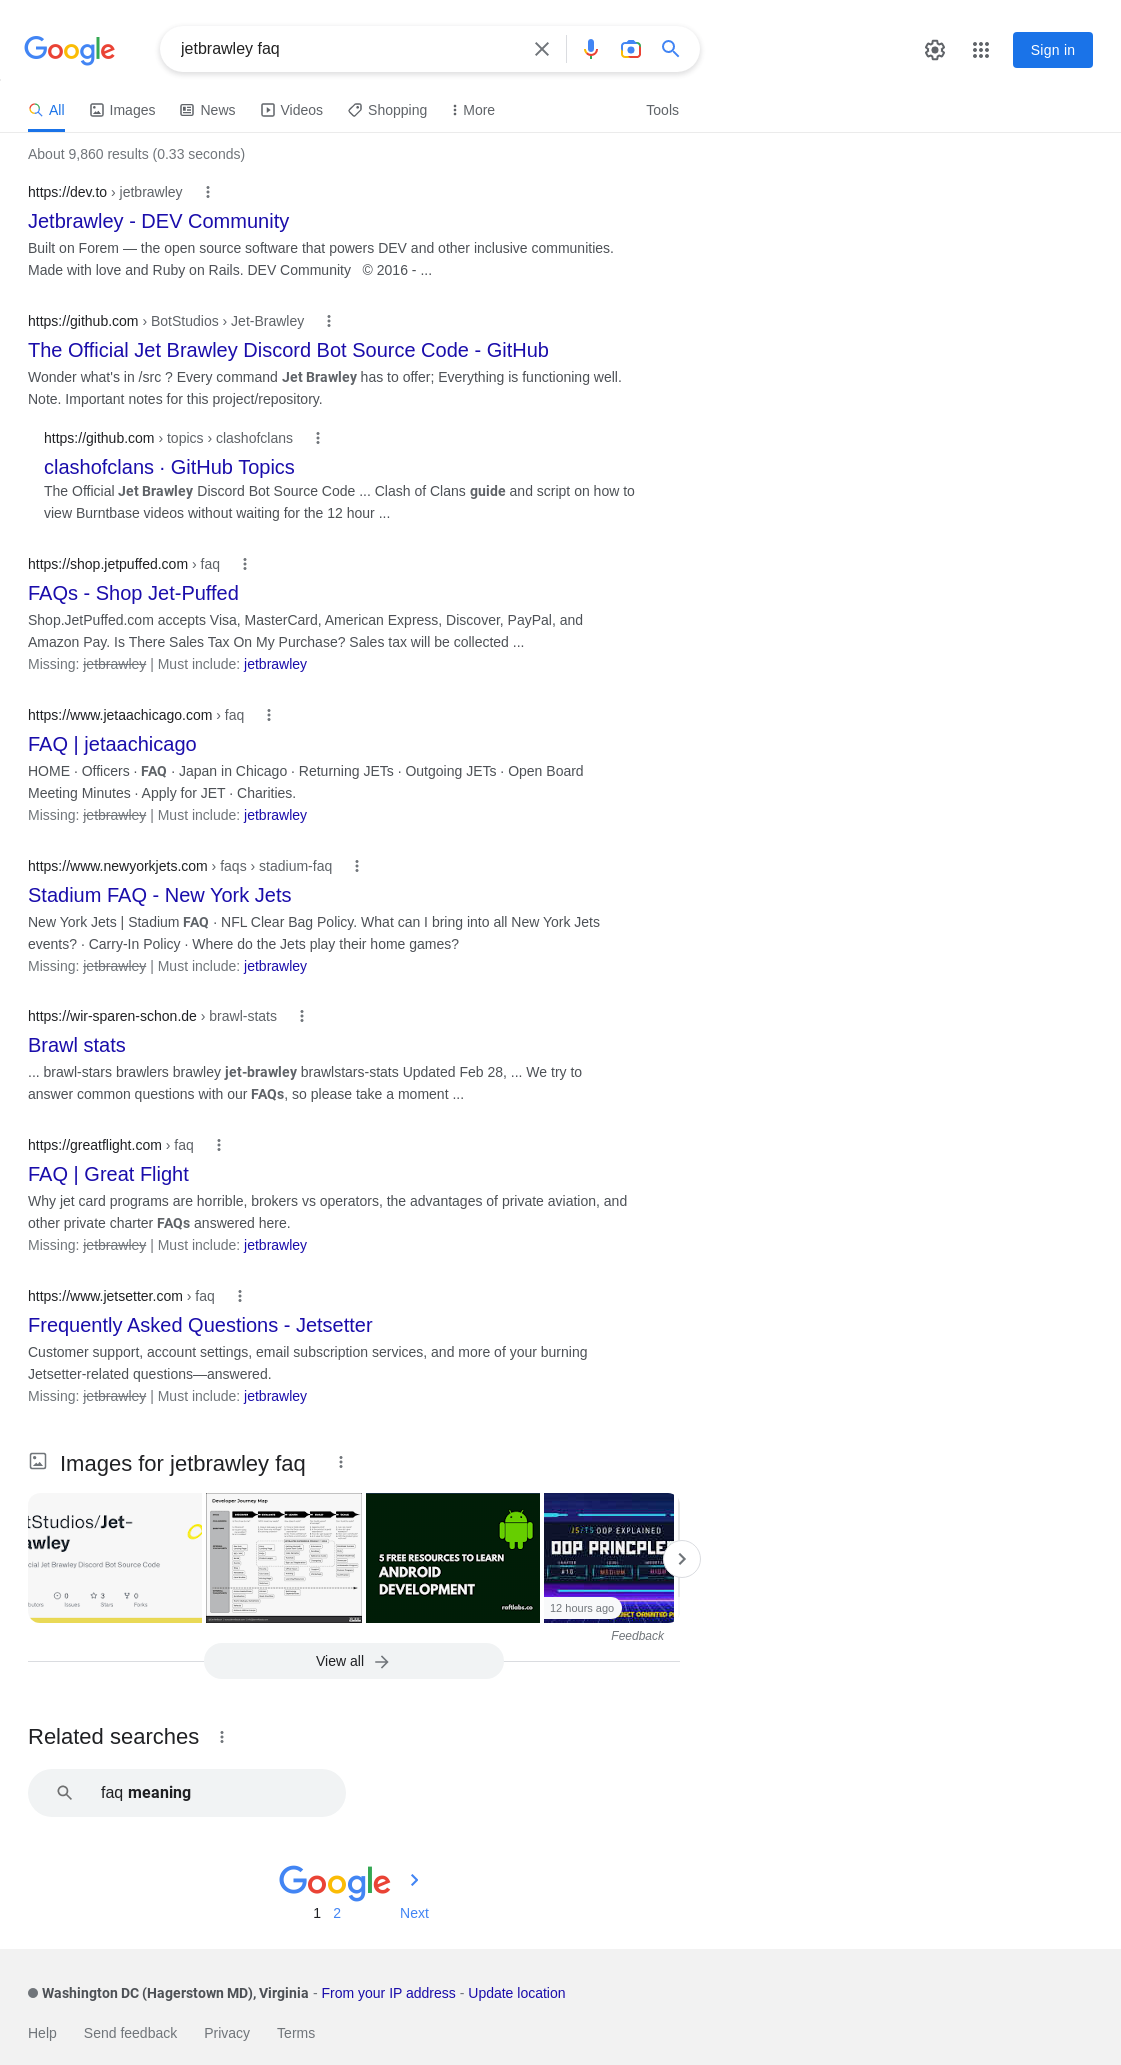 Google
jetbrawley faq
Sign in
All
Images
News
Videos
Shopping
More
Tools
About 9,860 results (0.33 seconds)
https://dev.to › jetbrawley
Jetbrawley - DEV Community
Built on Forem — the open source software that powers DEV and other inclusive communities.
Made with love and Ruby on Rails. DEV Community © 2016 - ...
https://github.com › BotStudios › Jet-Brawley
The Official Jet Brawley Discord Bot Source Code - GitHub
Wonder what's in /src ? Every command Jet Brawley has to offer; Everything is functioning well.
Note. Important notes for this project/repository.
https://github.com › topics › clashofclans
clashofclans · GitHub Topics
The Official Jet Brawley Discord Bot Source Code ... Clash of Clans guide and script on how to
view Burntbase videos without waiting for the 12 hour ...
https://shop.jetpuffed.com › faq
FAQs - Shop Jet-Puffed
Shop.JetPuffed.com accepts Visa, MasterCard, American Express, Discover, PayPal, and
Amazon Pay. Is There Sales Tax On My Purchase? Sales tax will be collected ...
Missing: jetbrawley | Must include: jetbrawley
https://www.jetaachicago.com › faq
FAQ | jetaachicago
HOME · Officers · FAQ · Japan in Chicago · Returning JETs · Outgoing JETs · Open Board
Meeting Minutes · Apply for JET · Charities.
Missing: jetbrawley | Must include: jetbrawley
https://www.newyorkjets.com › faqs › stadium-faq
Stadium FAQ - New York Jets
New York Jets | Stadium FAQ · NFL Clear Bag Policy. What can I bring into all New York Jets
events? · Carry-In Policy · Where do the Jets play their home games?
Missing: jetbrawley | Must include: jetbrawley
https://wir-sparen-schon.de › brawl-stats
Brawl stats
... brawl-stars brawlers brawley jet-brawley brawlstars-stats Updated Feb 28, ... We try to
answer common questions with our FAQs, so please take a moment ...
https://greatflight.com › faq
FAQ | Great Flight
Why jet card programs are horrible, brokers vs operators, the advantages of private aviation, and
other private charter FAQs answered here.
Missing: jetbrawley | Must include: jetbrawley
https://www.jetsetter.com › faq
Frequently Asked Questions - Jetsetter
Customer support, account settings, email subscription services, and more of your burning
Jetsetter-related questions—answered.
Missing: jetbrawley | Must include: jetbrawley
Images for jetbrawley faq
tStudios/Jet-
awley
cial Jet Brawley Discord Bot Source Code
0 3 0
Issues Stars Forks
Developer Journey Map
5 FREE RESOURCES TO LEARN
ANDROID
DEVELOPMENT
raftlabs.co
JS/TS OOP EXPLAINED
OOP PRINCIPLE
#10 MEDIUM
12 hours ago
Feedback
View all
Related searches
faq meaning
Google
1 2 Next
Washington DC (Hagerstown MD), Virginia - From your IP address - Update location
Help Send feedback Privacy Terms